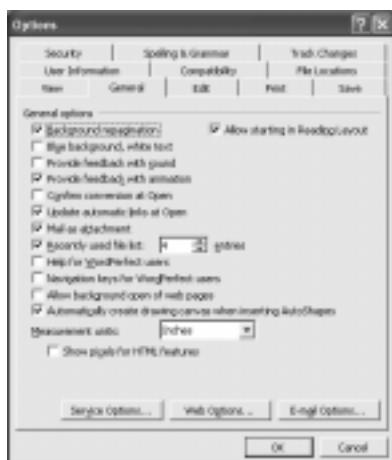 Options
Security Spelling & Grammar Track Changes
User Information Compatibility File Locations
View General Edit Print Save
General options
Background repagination Allow starting in Reading Layout
Blue background, white text
Provide feedback with sound
Provide feedback with animation
Confirm conversion at Open
Update automatic links at Open
Mail as attachment
Recently used file list: 4 entries
Help for WordPerfect users
Navigation keys for WordPerfect users
Allow background open of web pages
Automatically create drawing canvas when inserting AutoShapes
Measurement units: Inches
Show pixels for HTML features
Service Options... Web Options... E-mail Options...
OK Cancel